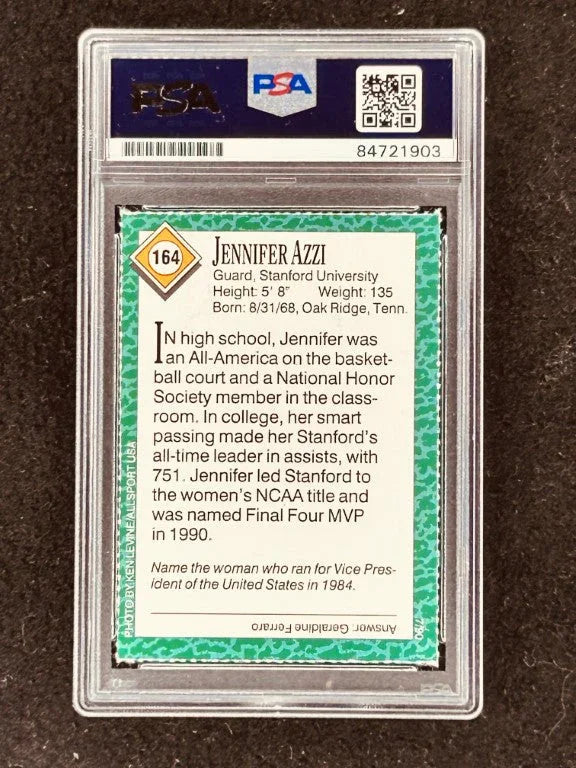 PSA
PSA
84721903
164
JENNIFER AZZI
Guard, Stanford University
Height: 5' 8" Weight: 135
Born: 8/31/68, Oak Ridge, Tenn.
IN high school, Jennifer was
an All-America on the basket-
ball court and a National Honor
Society member in the class-
room. In college, her smart
passing made her Stanford's
all-time leader in assists, with
751. Jennifer led Stanford to
the women's NCAA title and
was named Final Four MVP
in 1990.
Name the woman who ran for Vice Pres-
ident of the United States in 1984.
Answer: Geraldine Ferraro
PHOTO BY KEN LEVINE/ALLSPORT USA
7/90
PSA